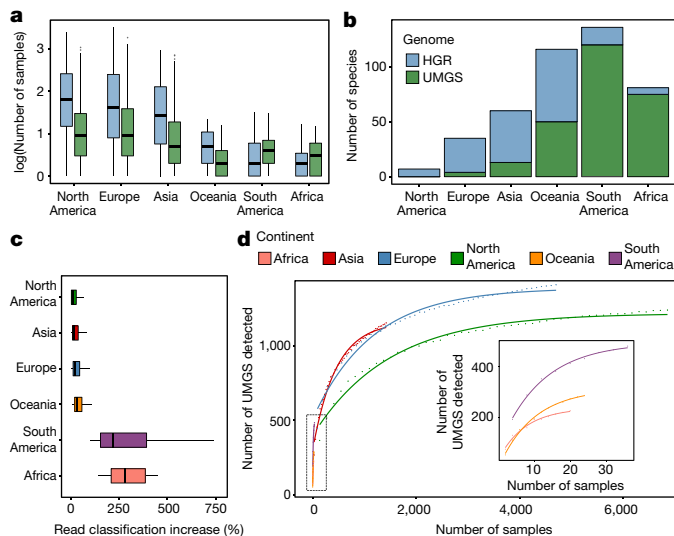 a
log(Number of samples)
3
2
1
0
North
America
Europe
Asia
Oceania
South
America
Africa
b
Number of species
100
50
0
Genome
HGR
UMGS
North
America
Europe
Asia
Oceania
South
America
Africa
c
North
America
Asia
Europe
Oceania
South
America
Africa
0
250
500
750
Read classification increase (%)
d
Continent
Africa
Asia
Europe
North
America
Oceania
South
America
Number of UMGS detected
1,000
500
0
0
2,000
4,000
6,000
Number of samples
Number of
UMGS detected
400
200
10
20
30
Number of samples